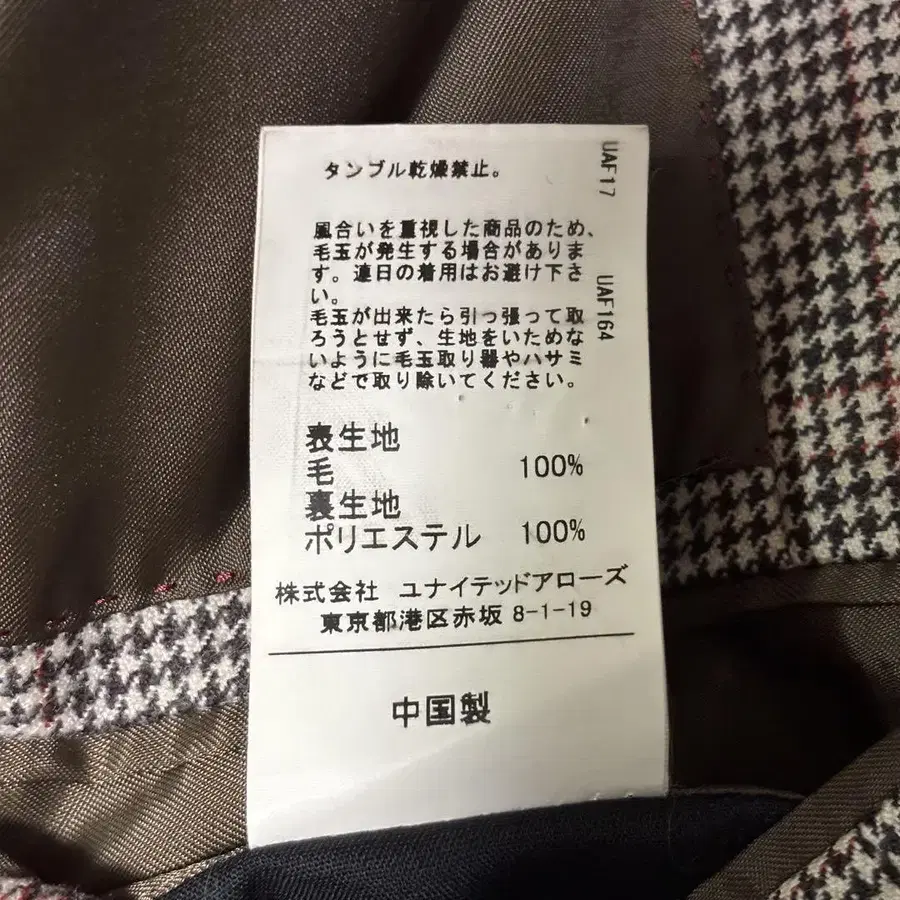 タンブル乾燥禁止。
風合いを重視した商品のため、
毛玉が発生する場合がありま
す。連日の着用はお避け下さ
い。
毛玉が出来たら引っ張って取
ろうとせず、生地をいためな
いように毛玉取り器やハサミ
などで取り除いてください。
表生地
毛 100%
裏生地
ポリエステル 100%
株式会社 ユナイテッドアローズ
東京都港区赤坂 8-1-19
中国製
UAF17
UAF164